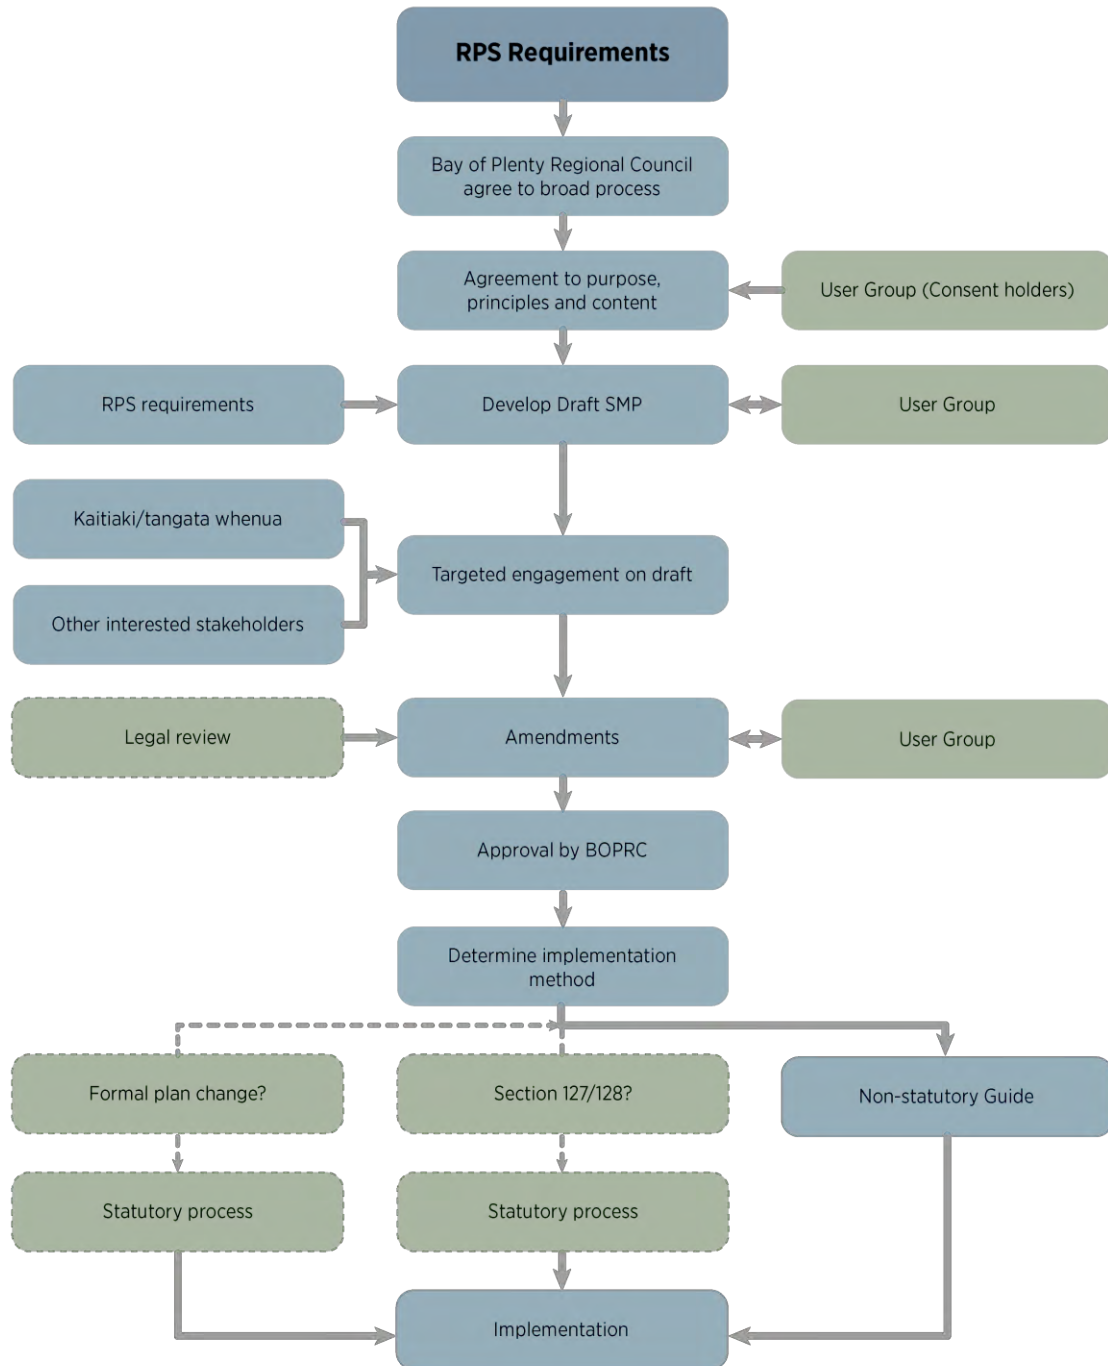 RPS Requirements
Bay of Plenty Regional Council
agree to broad process
Agreement to purpose,
principles and content
User Group (Consent holders)
RPS requirements
Develop Draft SMP
User Group
Kaitiaki/tangata whenua
Targeted engagement on draft
Other interested stakeholders
Legal review
Amendments
User Group
Approval by BOPRC
Determine implementation
method
Formal plan change?
Section 127/128?
Non-statutory Guide
Statutory process
Statutory process
Implementation